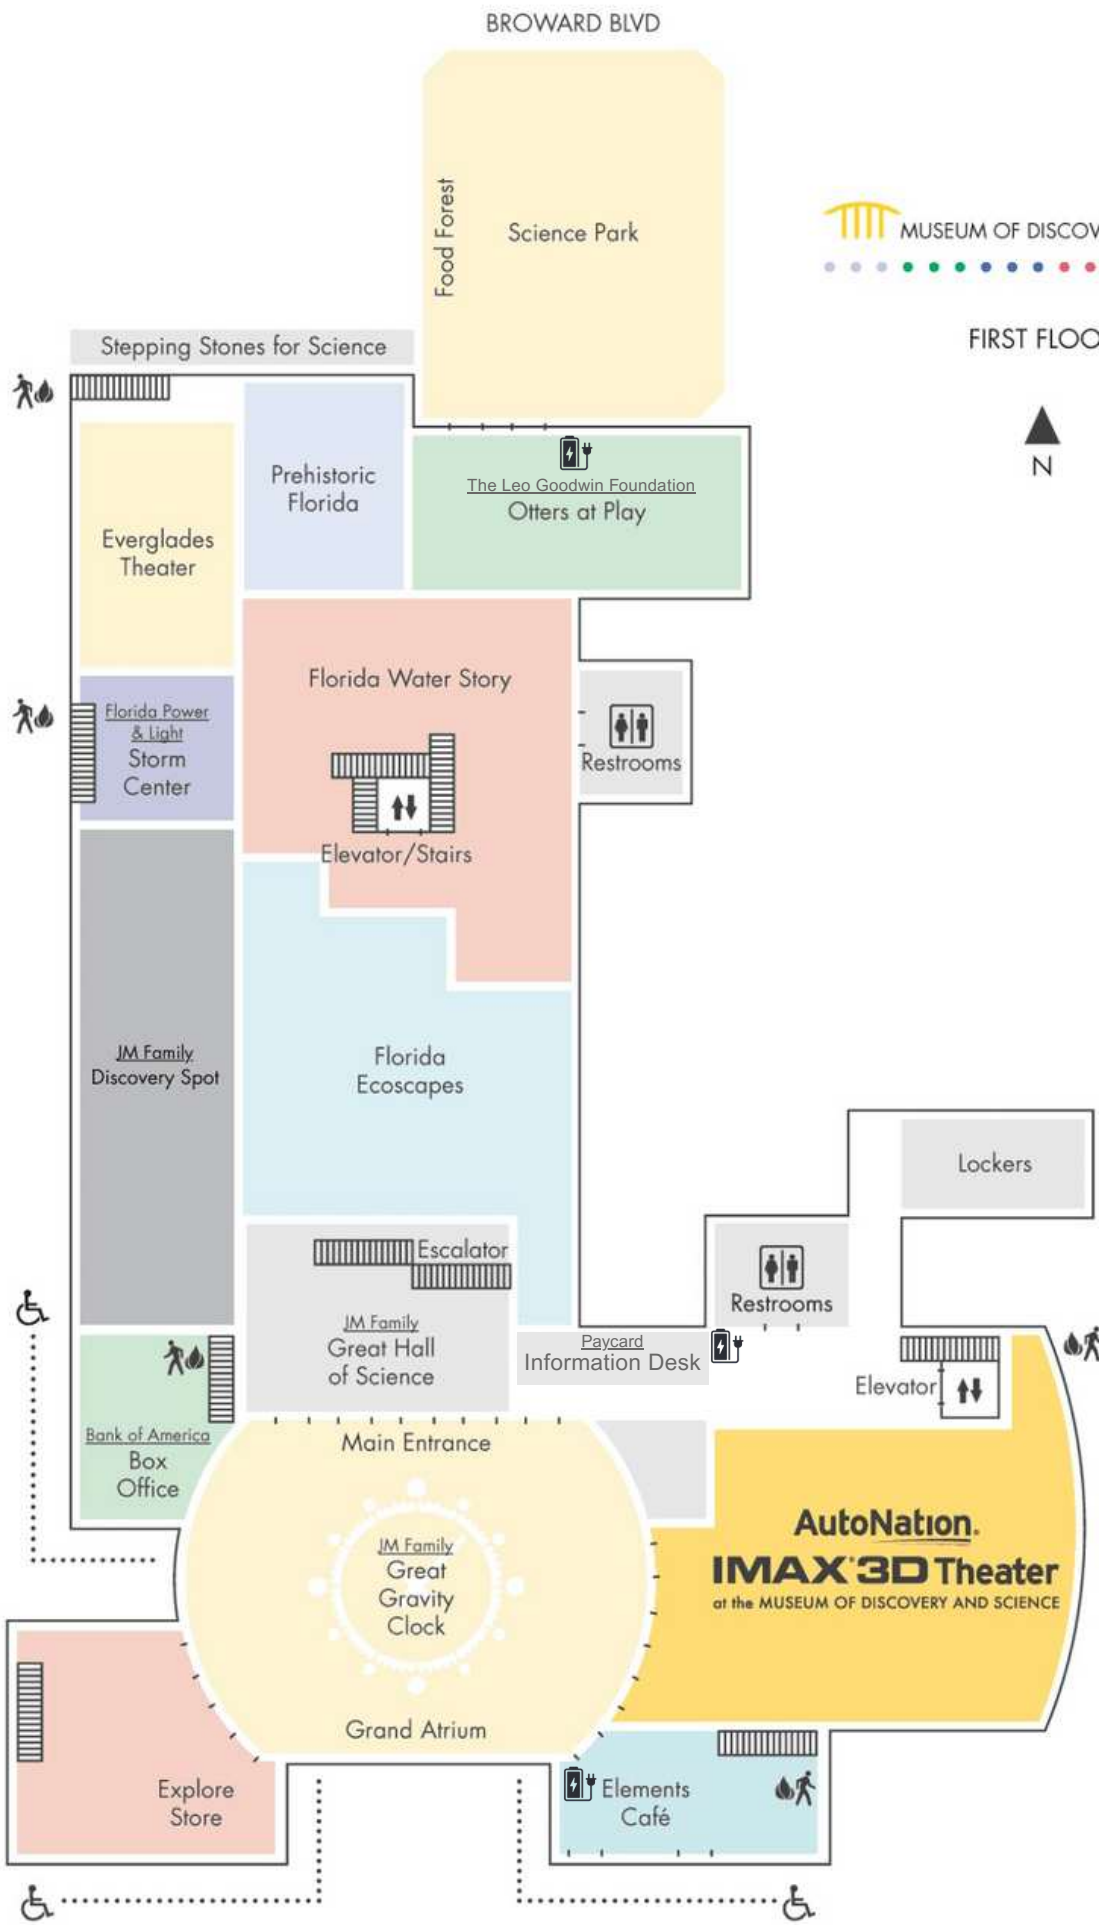 BROWARD BLVD
Food Forest
Science Park
MUSEUM OF DISCOV
FIRST FLOO
N
Stepping Stones for Science
Prehistoric
Florida
The Leo Goodwin Foundation
Otters at Play
Everglades
Theater
Florida Water Story
Florida Power
& Light
Storm
Center
Restrooms
Elevator/Stairs
JM Family
Discovery Spot
Florida
Ecoscapes
Lockers
Escalator
Restrooms
JM Family
Great Hall
of Science
Paycard
Information Desk
Elevator
Bank of America
Box
Office
Main Entrance
JM Family
Great
Gravity
Clock
AutoNation.
IMAX® 3D Theater
at the MUSEUM OF DISCOVERY AND SCIENCE
Grand Atrium
Explore
Store
Elements
Café